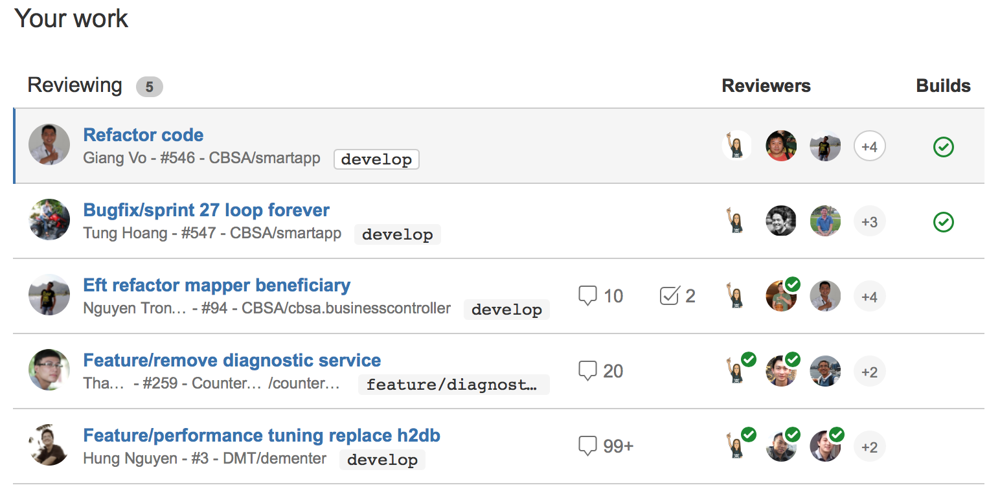 Your work
Reviewing 5 Reviewers Builds
Refactor code
Giang Vo - #546 - CBSA/smartapp develop
+4
Bugfix/sprint 27 loop forever
Tung Hoang - #547 - CBSA/smartapp develop
+3
Eft refactor mapper beneficiary
Nguyen Tron... - #94 - CBSA/cbsa.businesscontroller develop
10 2 +4
Feature/remove diagnostic service
Tha... - #259 - Counter... /counter... feature/diagnost...
20 +2
Feature/performance tuning replace h2db
Hung Nguyen - #3 - DMT/dementer develop
99+ +2